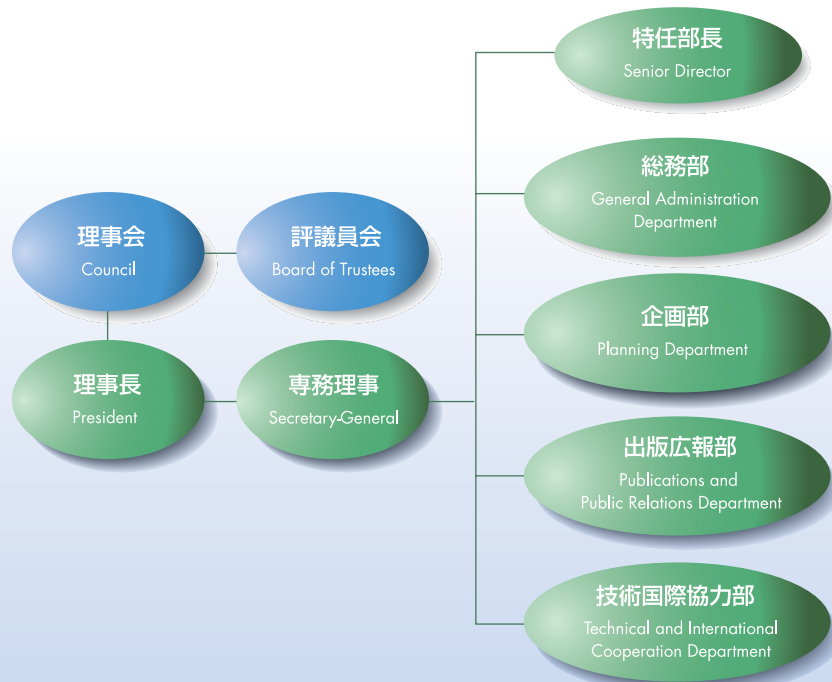 理事会
Council
評議員会
Board of Trustees
理事長
President
専務理事
Secretary-General
特任部長
Senior Director
総務部
General Administration
Department
企画部
Planning Department
出版広報部
Publications and
Public Relations Department
技術国際協力部
Technical and International
Cooperation Department